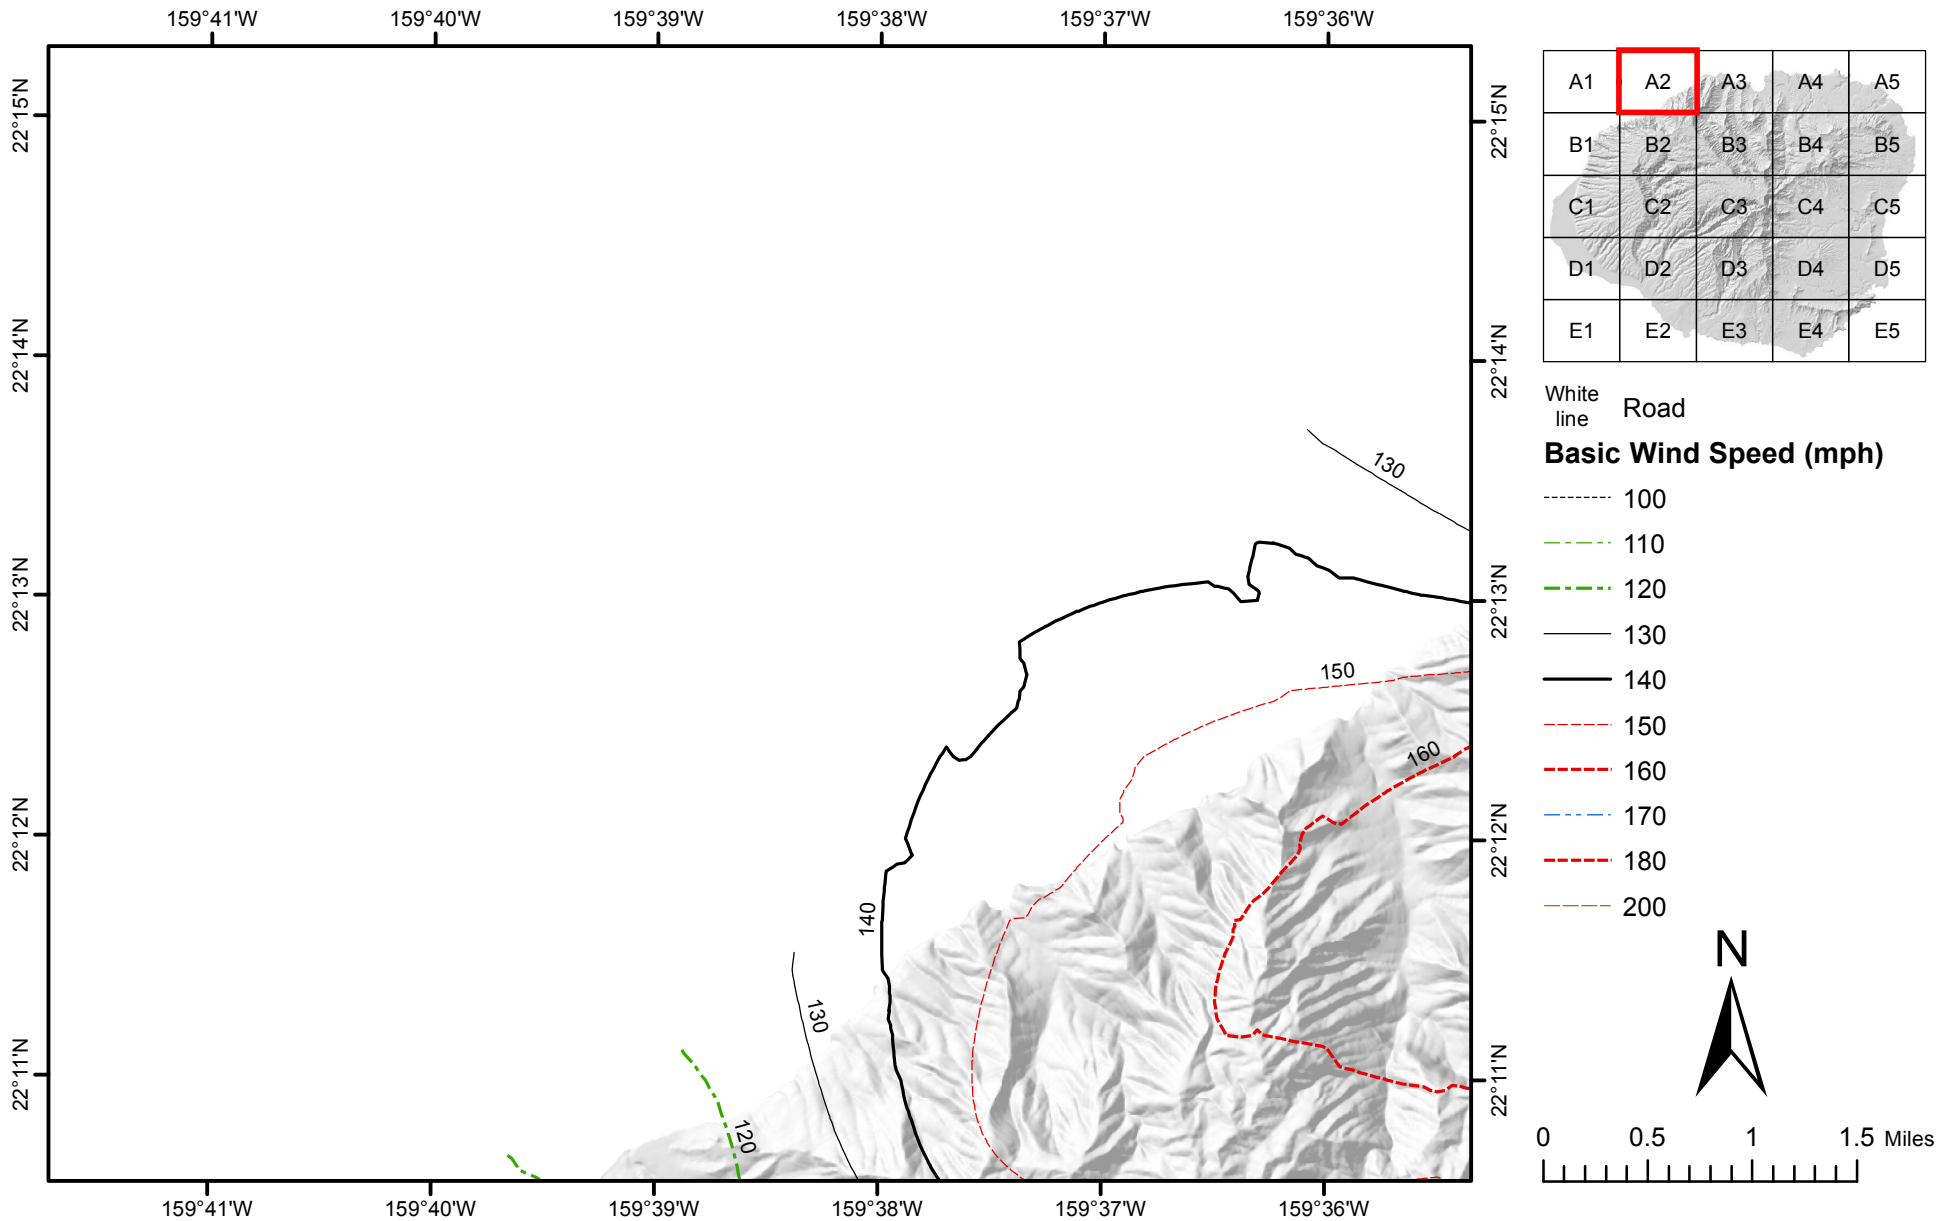 159°41'W 159°40'W 159°39'W 159°38'W 159°37'W 159°36'W
22°15'N
22°14'N
22°13'N
22°12'N
22°11'N
130
150
160
140
130
120
22°15'N
22°14'N
22°13'N
22°12'N
22°11'N
159°41'W 159°40'W 159°39'W 159°38'W 159°37'W 159°36'W
A1 A2 A3 A4 A5
B1 B2 B3 B4 B5
C1 C2 C3 C4 C5
D1 D2 D3 D4 D5
E1 E2 E3 E4 E5
White
line
Road
Basic Wind Speed (mph)
100
110
120
130
140
150
160
170
180
200
N
0 0.5 1 1.5 Miles